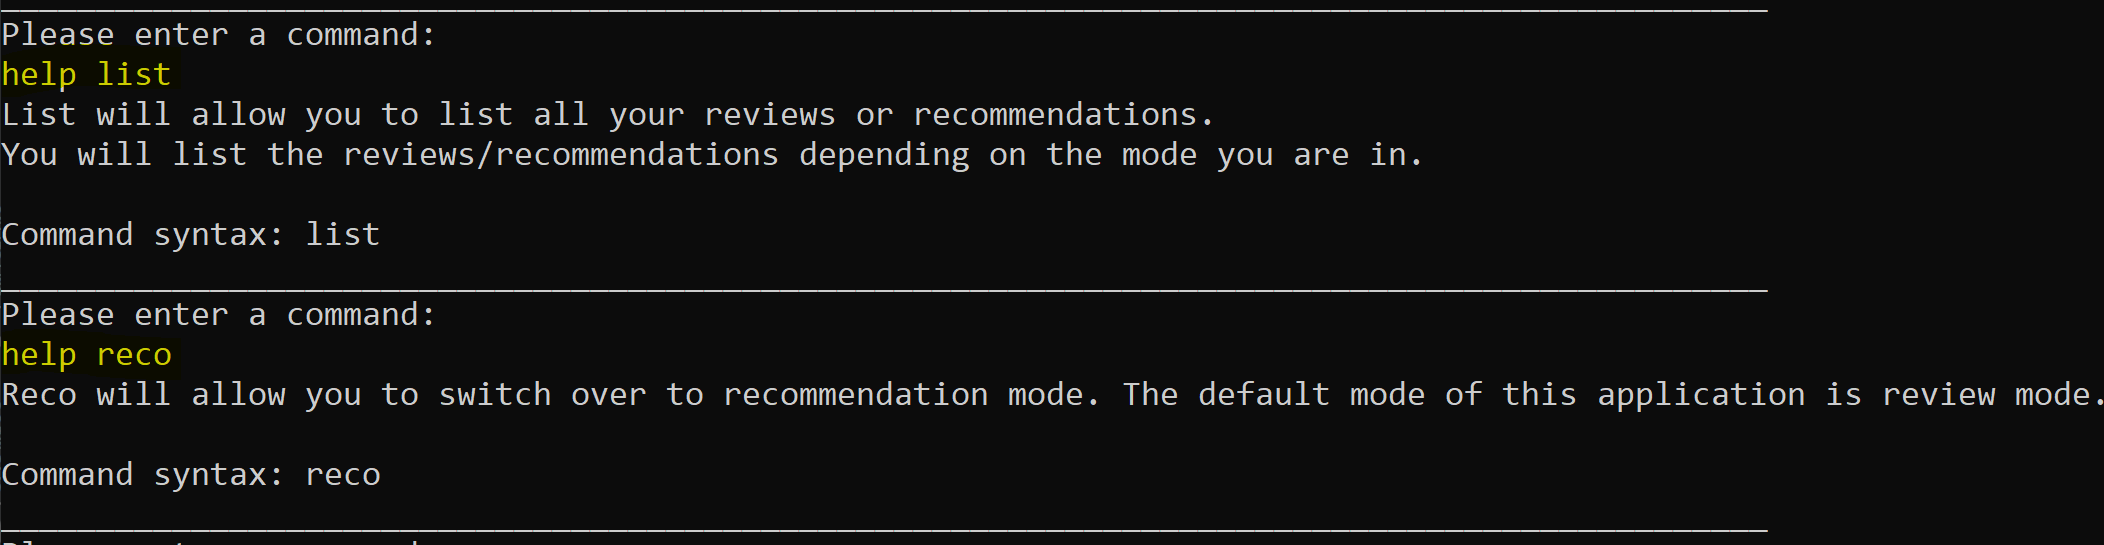 Please enter a command:
help list
List will allow you to list all your reviews or recommendations.
You will list the reviews/recommendations depending on the mode you are in.
Command syntax: list
Please enter a command:
help reco
Reco will allow you to switch over to recommendation mode. The default mode of this application is review mode.
Command syntax: reco